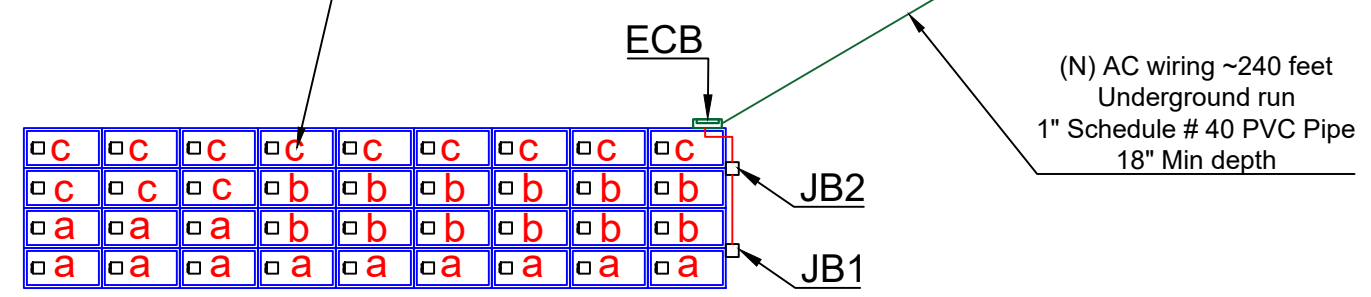 ECB
(N) AC wiring ~240 feet
Underground run
1" Schedule # 40 PVC Pipe
18" Min depth
c c c c c c c c c
c c c b b b b b b
JB2
a a a b b b b b b
a a a a a a a a a
JB1